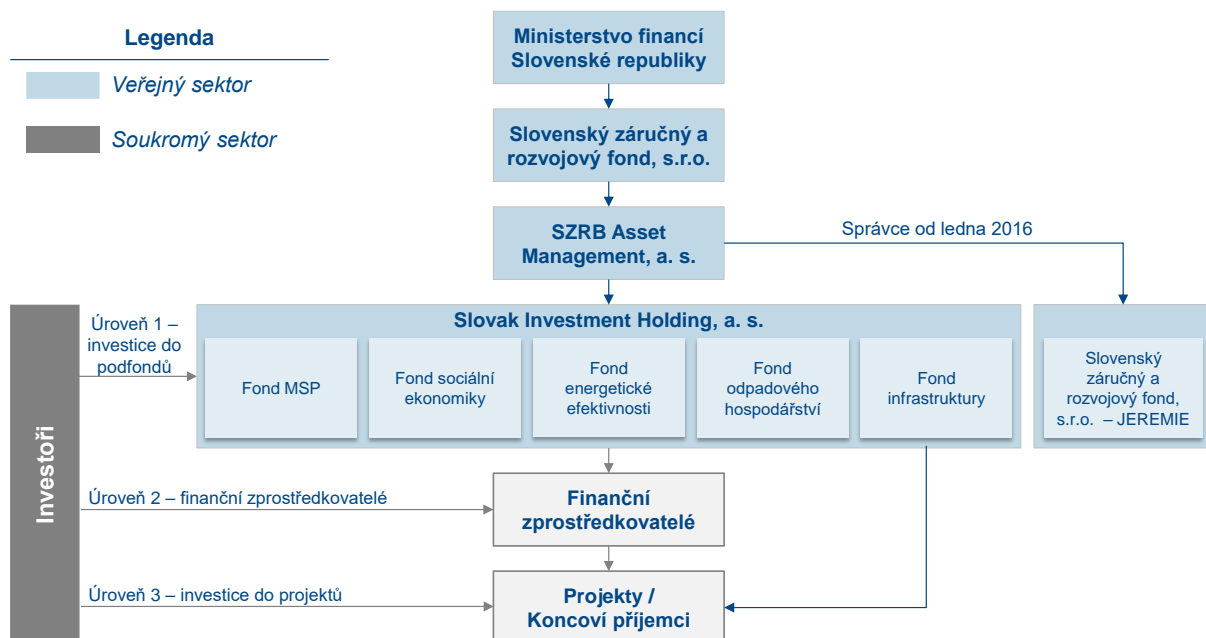 Legenda
Veřejný sektor
Soukromý sektor
Ministerstvo financí
Slovenské republiky
Slovenský záručný a
rozvojový fond, s.r.o.
SZRB Asset
Management, a. s.
Správce od ledna 2016
Investoři
Úroveň 1 –
investice do
podfondů
Slovak Investment Holding, a. s.
Fond MSP
Fond sociální
ekonomiky
Fond
energetické
efektivnosti
Fond
odpadového
hospodářství
Fond
infrastruktury
Slovenský
záručný a
rozvojový fond,
s.r.o. – JEREMIE
Úroveň 2 – finanční zprostředkovatelé
Finanční
zprostředkovatelé
Úroveň 3 – investice do projektů
Projekty /
Koncoví příjemci